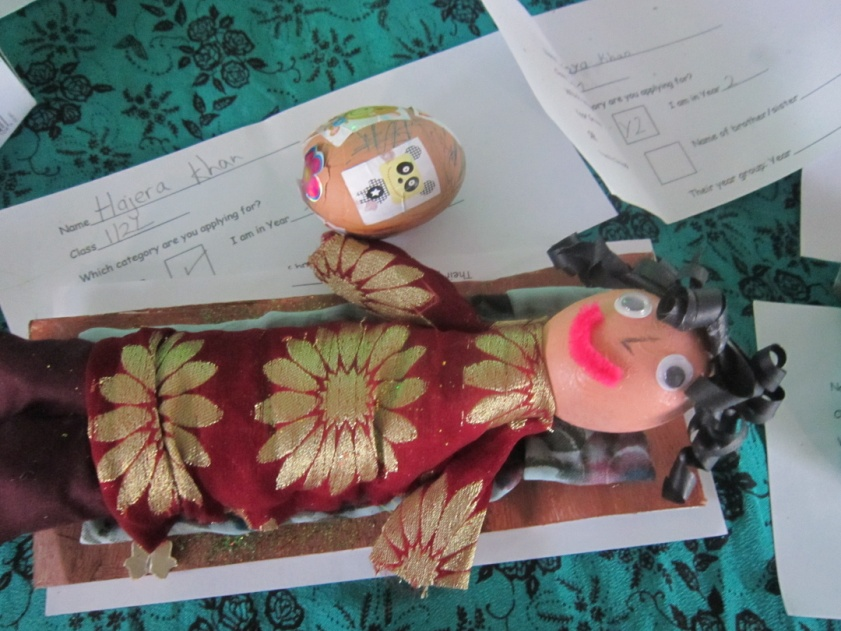 Name Hajera Khan
Class 1/2Y
Which category are you applying for?
✓ I am in Year
Their
Khan
are you applying for?
Y2 I am in Year 2
Name of brother/sister
Their year group: Year